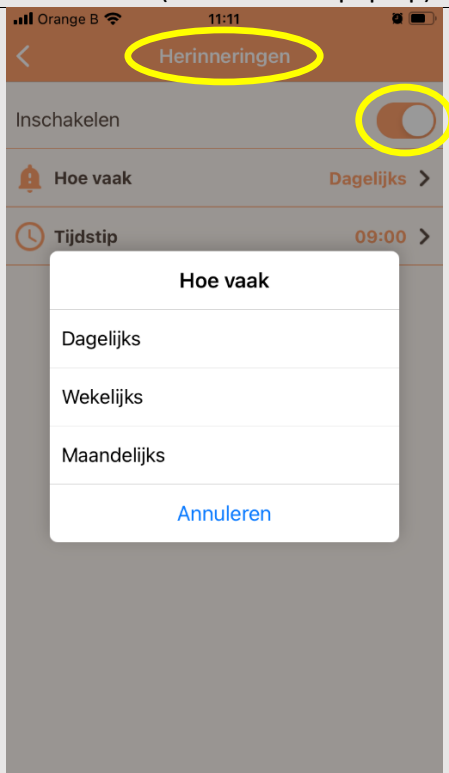 Orange B 11:11
Herinneringen
Inschakelen
Hoe vaak Dagelijks
Tijdstip 09:00
Hoe vaak
Dagelijks
Wekelijks
Maandelijks
Annuleren